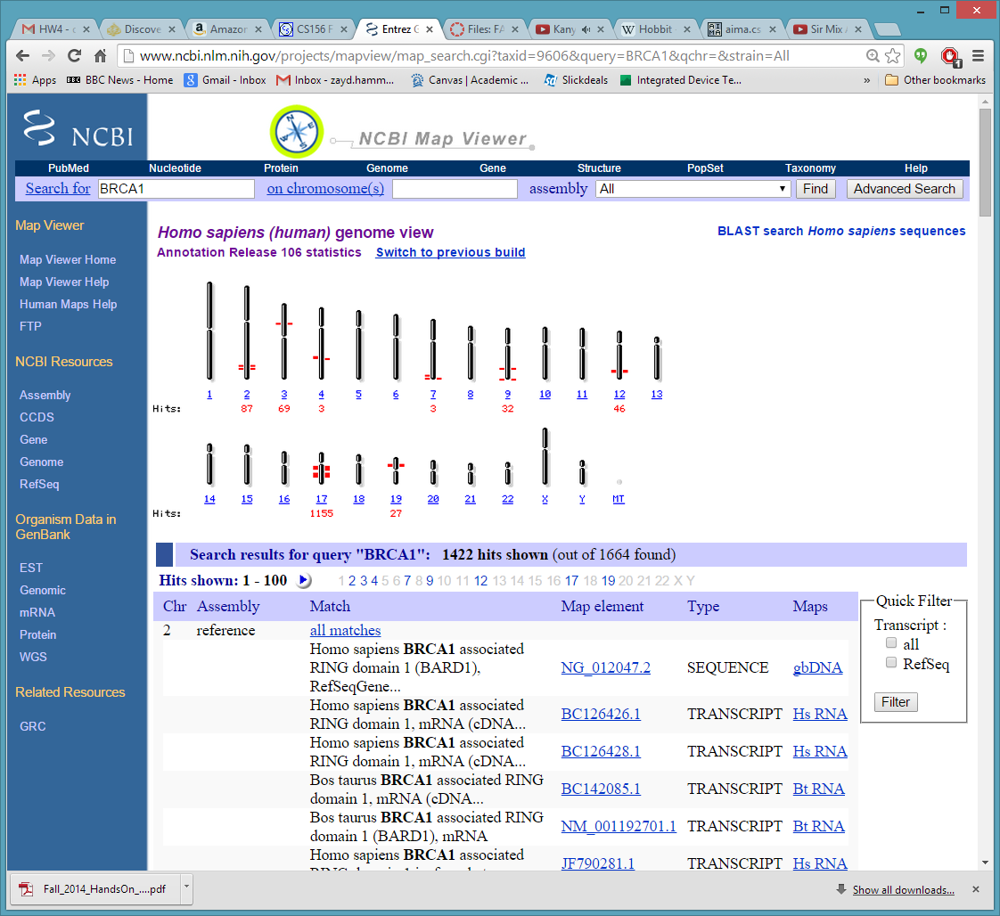 HW4 - c
Discove
Amazor
CS156 F
Entrez G
Files: FA
Kany
Hobbit -
aima.cs
Sir Mix A
www.ncbi.nlm.nih.gov/projects/mapview/map_search.cgi?taxid=9606&query=BRCA1&qchr=&strain=All
Apps
BBC News - Home
Gmail - Inbox
Inbox - zayd.hamm...
Canvas | Academic ...
Slickdeals
Integrated Device Te...
»
Other bookmarks
NCBI
NCBI Map Viewer
PubMed Nucleotide Protein Genome Gene Structure PopSet Taxonomy Help
Search for BRCA1 on chromosome(s) assembly All Find Advanced Search
Map Viewer
Map Viewer Home
Map Viewer Help
Human Maps Help
FTP
NCBI Resources
Assembly
CCDS
Gene
Genome
RefSeq
Organism Data in
GenBank
EST
Genomic
mRNA
Protein
WGS
Related Resources
GRC
Homo sapiens (human) genome view
BLAST search Homo sapiens sequences
Annotation Release 106 statistics Switch to previous build
1 2 3 4 5 6 7 8 9 10 11 12 13
Hits: 87 69 3 3 32 46
14 15 16 17 18 19 20 21 22 X Y MT
Hits: 1155 27
Search results for query "BRCA1": 1422 hits shown (out of 1664 found)
Hits shown: 1 - 100 1 2 3 4 5 6 7 8 9 10 11 12 13 14 15 16 17 18 19 20 21 22 X Y
Chr Assembly Match Map element Type Maps
2 reference all matches
Homo sapiens BRCA1 associated
RING domain 1 (BARD1), NG_012047.2 SEQUENCE gbDNA
RefSeqGene...
Homo sapiens BRCA1 associated
RING domain 1, mRNA (cDNA... BC126426.1 TRANSCRIPT Hs RNA
Homo sapiens BRCA1 associated
RING domain 1, mRNA (cDNA... BC126428.1 TRANSCRIPT Hs RNA
Bos taurus BRCA1 associated RING
domain 1, mRNA (cDNA... BC142085.1 TRANSCRIPT Bt RNA
Bos taurus BRCA1 associated RING
domain 1 (BARD1), mRNA NM_001192701.1 TRANSCRIPT Bt RNA
Homo sapiens BRCA1 associated
JF790281.1 TRANSCRIPT Hs RNA
Quick Filter
Transcript :
all
RefSeq
Filter
Fall_2014_HandsOn_....pdf
Show all downloads...